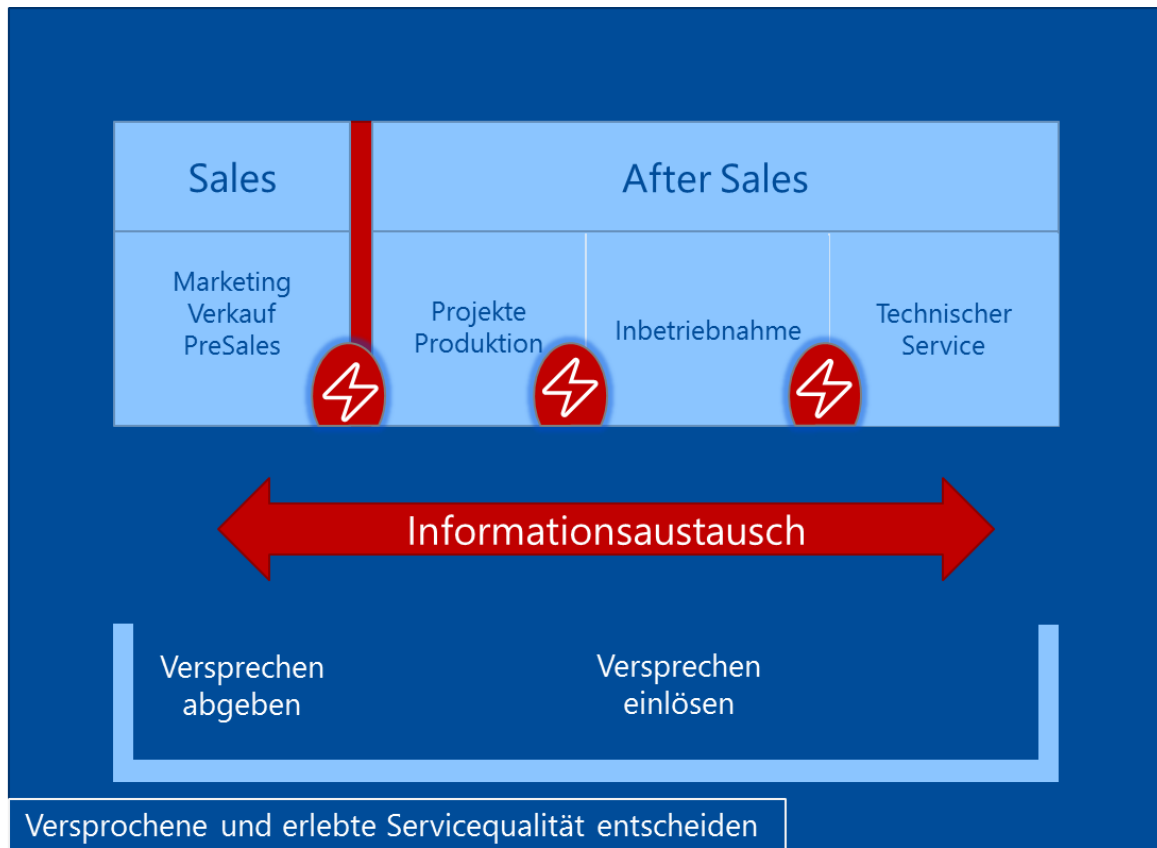 Sales
After Sales
Marketing
Verkauf
PreSales
Projekte
Produktion
Inbetriebnahme
Technischer
Service
Informationsaustausch
Versprechen
abgeben
Versprechen
einlösen
Versprochene und erlebte Servicequalität entscheiden